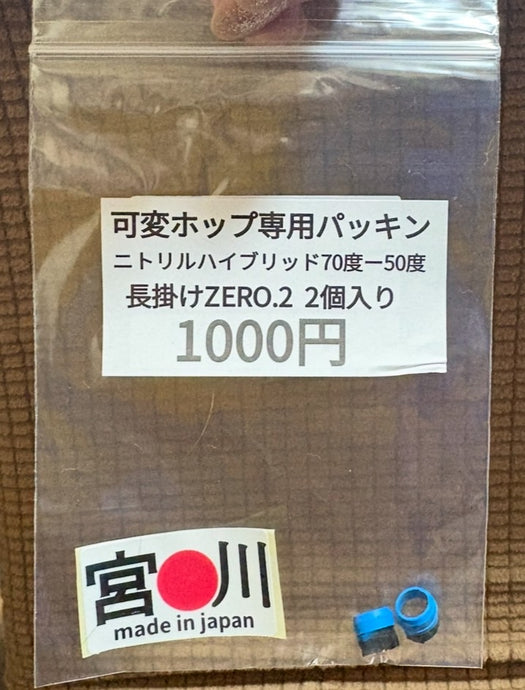 可変ホップ専用パッキン
ニトリルハイブリッド70度ー50度
長掛けZERO.2 2個入り
1000円
宮川
made in japan